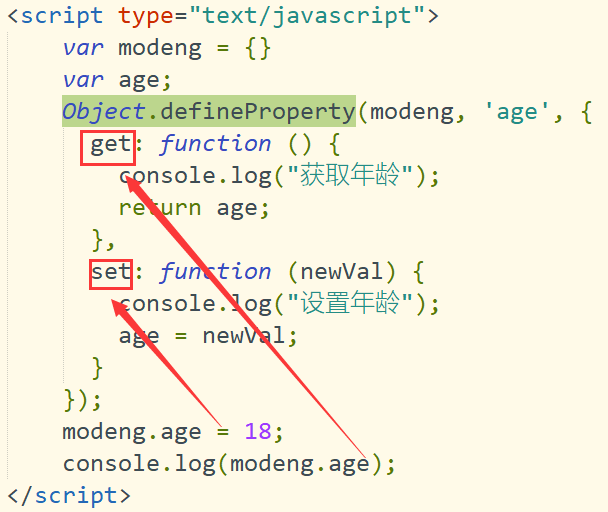 <script type="text/javascript">
var modeng = {}
var age;
Object.defineProperty(modeng, 'age', {
get: function () {
console.log("获取年龄");
return age;
},
set: function (newVal) {
console.log("设置年龄");
age = newVal;
}
});
modeng.age = 18;
console.log(modeng.age);
</script>